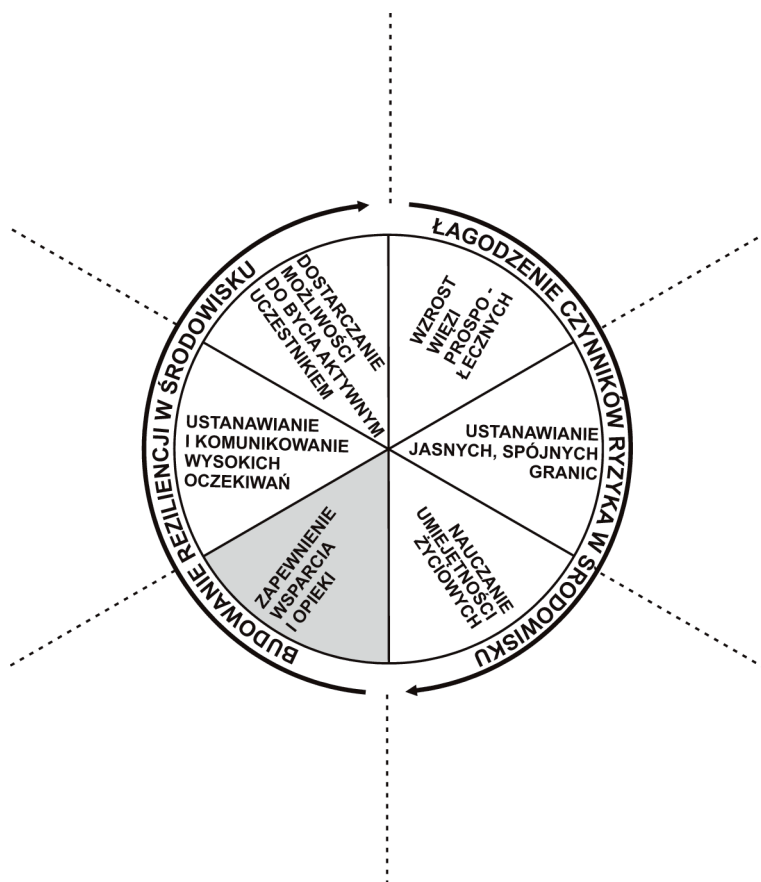 ŁAGODZENIE CZYNNIKÓW RYZYKA W ŚRODOWISKU
BUDOWANIE REZILIENCJI W ŚRODOWISKU
WZROST
WIEZI
PROSPO -
ŁECZNYCH
USTANAWIANIE
JASNYCH, SPÓJNYCH
GRANIC
NAUCZANIE
UMIEJĘTNOŚCI
ŻYCIOWYCH
ZAPEWNIENIE
WSPARCIA
I OPIEKI
USTANAWIANIE
I KOMUNIKOWANIE
WYSOKICH
OCZEKIWAŃ
DOSTARCZANIE
MOŻLIWOŚCI
DO BYCIA AKTYWNYM
UCZESTNIKIEM